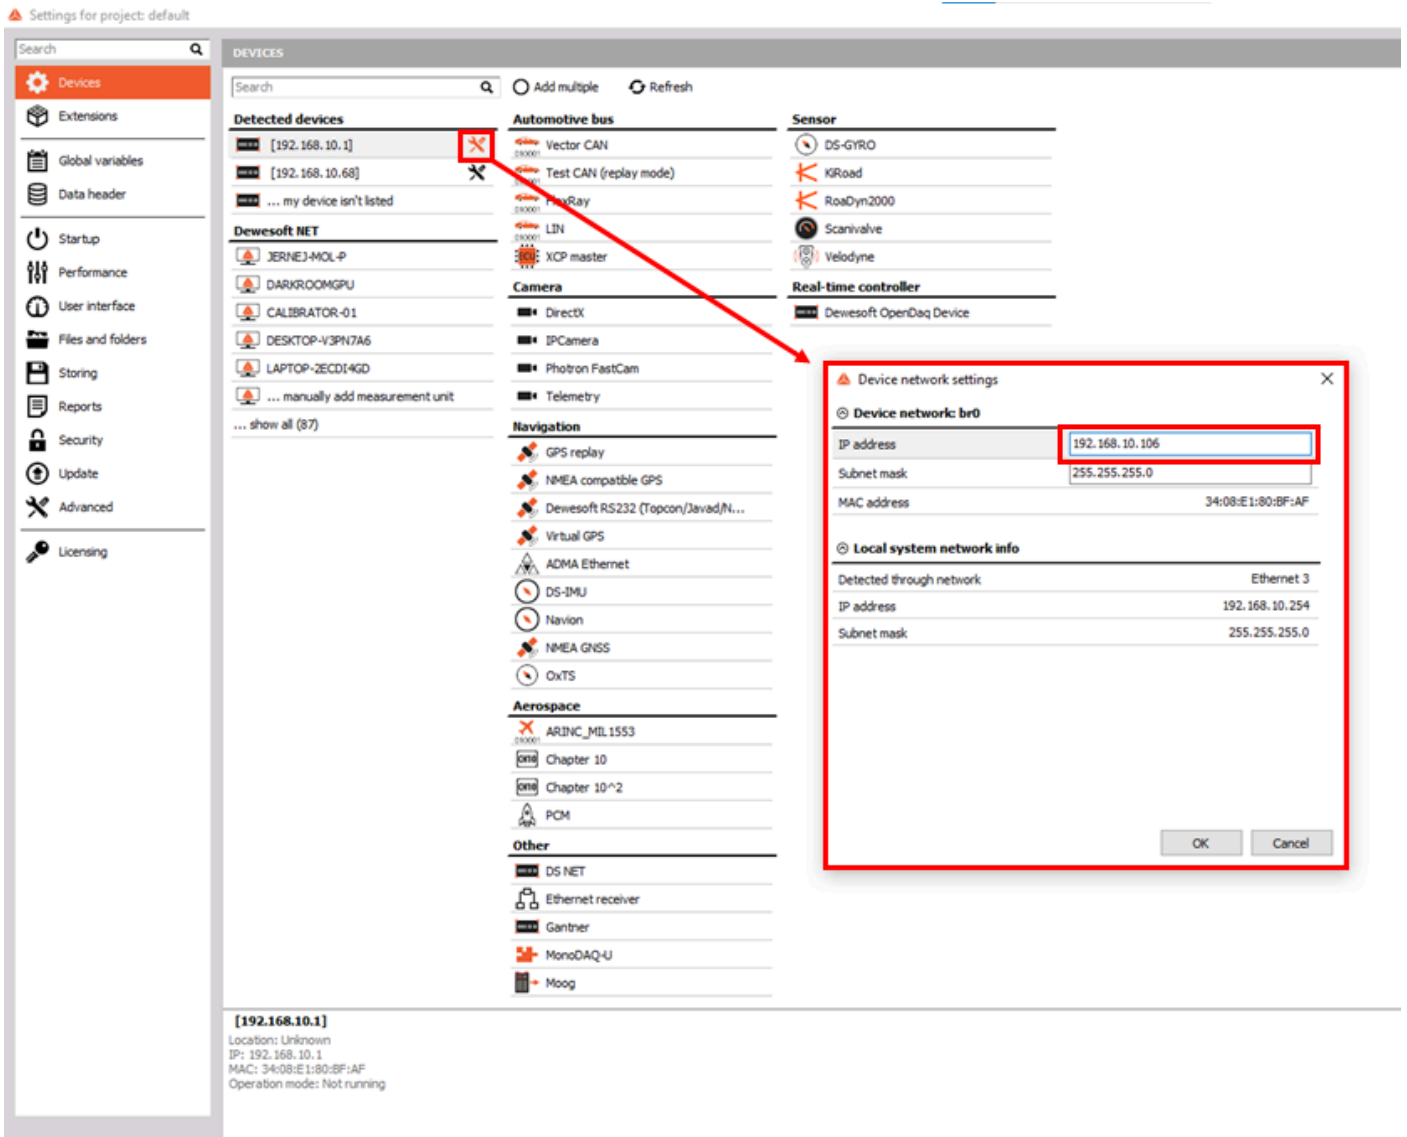 Settings for project: default
Search
Devices
Extensions
Global variables
Data header
Startup
Performance
User interface
Files and folders
Storing
Reports
Security
Update
Advanced
Licensing
DEVICES
Search
Add multiple
Refresh
Detected devices
[192.168.10.1]
[192.168.10.68]
... my device isn't listed
Dewesoft NET
JERNEJ-MOL-P
DARKROOMGPU
CALIBRATOR-01
DESKTOP-V3PN7A6
LAPTOP-2ECDI4GD
... manually add measurement unit
... show all (87)
Automotive bus
Vector CAN
Test CAN (replay mode)
FlexRay
LIN
XCP master
Camera
DirectX
IPCamera
Photron FastCam
Telemetry
Navigation
GPS replay
NMEA compatible GPS
Dewesoft RS232 (Topcon/Javad/N...
Virtual GPS
ADMA Ethernet
DS-IMU
Navion
NMEA GNSS
OxTS
Aerospace
ARINC_MIL1553
Chapter 10
Chapter 10^2
PCM
Other
DS NET
Ethernet receiver
Gantner
MonoDAQ-U
Moog
Sensor
DS-GYRO
KiRoad
RoaDyn2000
Scanivalve
Velodyne
Real-time controller
Dewesoft OpenDaq Device
Device network settings
Device network: br0
IP address 192.168.10.106
Subnet mask 255.255.255.0
MAC address 34:08:E1:80:BF:AF
Local system network info
Detected through network Ethernet 3
IP address 192.168.10.254
Subnet mask 255.255.255.0
OK Cancel
[192.168.10.1]
Location: Unknown
IP: 192.168.10.1
MAC: 34:08:E1:80:BF:AF
Operation mode: Not running